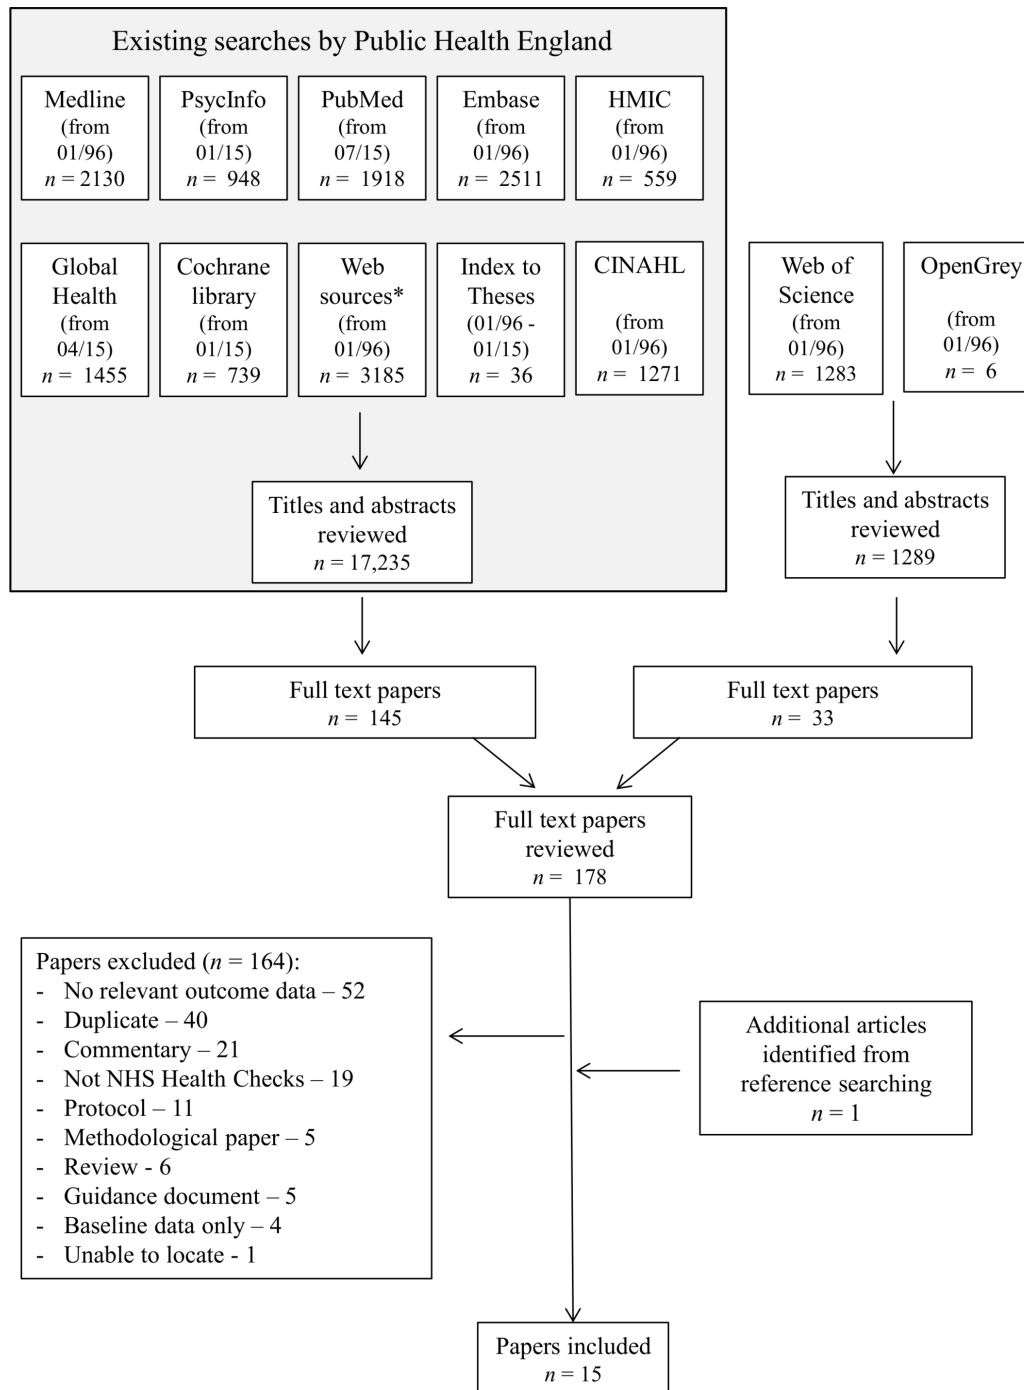 Existing searches by Public Health England
Medline
(from
01/96)
n = 2130
PsycInfo
(from
01/15)
n = 948
PubMed
(from
07/15)
n = 1918
Embase
(from
01/96)
n = 2511
HMIC
(from
01/96)
n = 559
Global
Health
(from
04/15)
n = 1455
Cochrane
library
(from
01/15)
n = 739
Web
sources*
(from
01/96)
n = 3185
Index to
Theses
(01/96 -
01/15)
n = 36
CINAHL
(from
01/96)
n = 1271
Web of
Science
(from
01/96)
n = 1283
OpenGrey
(from
01/96)
n = 6
Titles and abstracts
reviewed
n = 17,235
Titles and abstracts
reviewed
n = 1289
Full text papers
n = 145
Full text papers
n = 33
Full text papers
reviewed
n = 178
Papers excluded (n = 164):
- No relevant outcome data – 52
- Duplicate – 40
- Commentary – 21
- Not NHS Health Checks – 19
- Protocol – 11
- Methodological paper – 5
- Review - 6
- Guidance document – 5
- Baseline data only – 4
- Unable to locate - 1
Additional articles
identified from
reference searching
n = 1
Papers included
n = 15